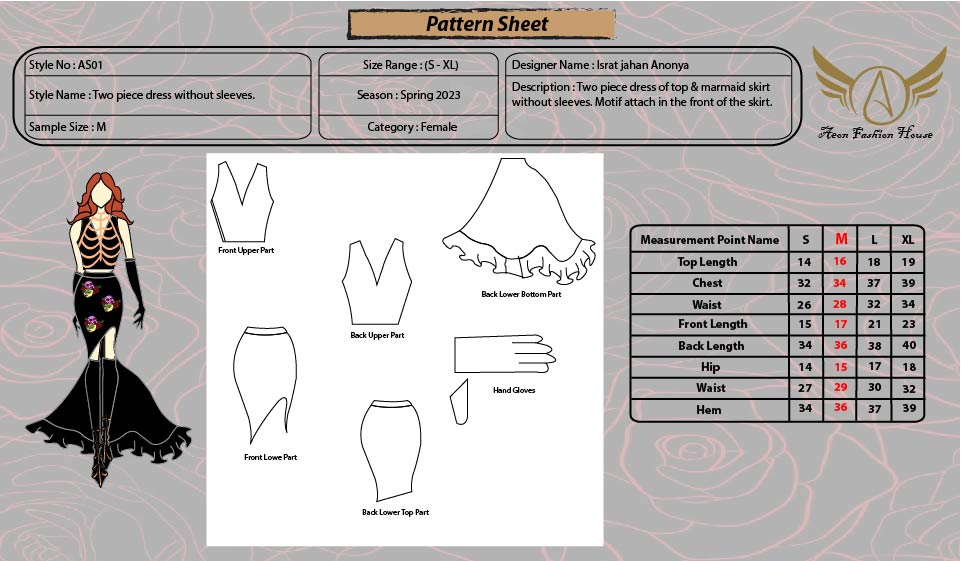 Pattern Sheet
Style No : AS01
Style Name : Two piece dress without sleeves.
Sample Size : M
Size Range : (S - XL)
Season : Spring 2023
Category : Female
Designer Name : Israt jahan Anonya
Description : Two piece dress of top & marmaid skirt
without sleeves. Motif attach in the front of the skirt.
Aeon Fashion House
Front Upper Part
Back Upper Part
Back Lower Bottom Part
Hand Gloves
Front Lowe Part
Back Lower Top Part
Measurement Point Name S M L XL
Top Length 14 16 18 19
Chest 32 34 37 39
Waist 26 28 32 34
Front Length 15 17 21 23
Back Length 34 36 38 40
Hip 14 15 17 18
Waist 27 29 30 32
Hem 34 36 37 39